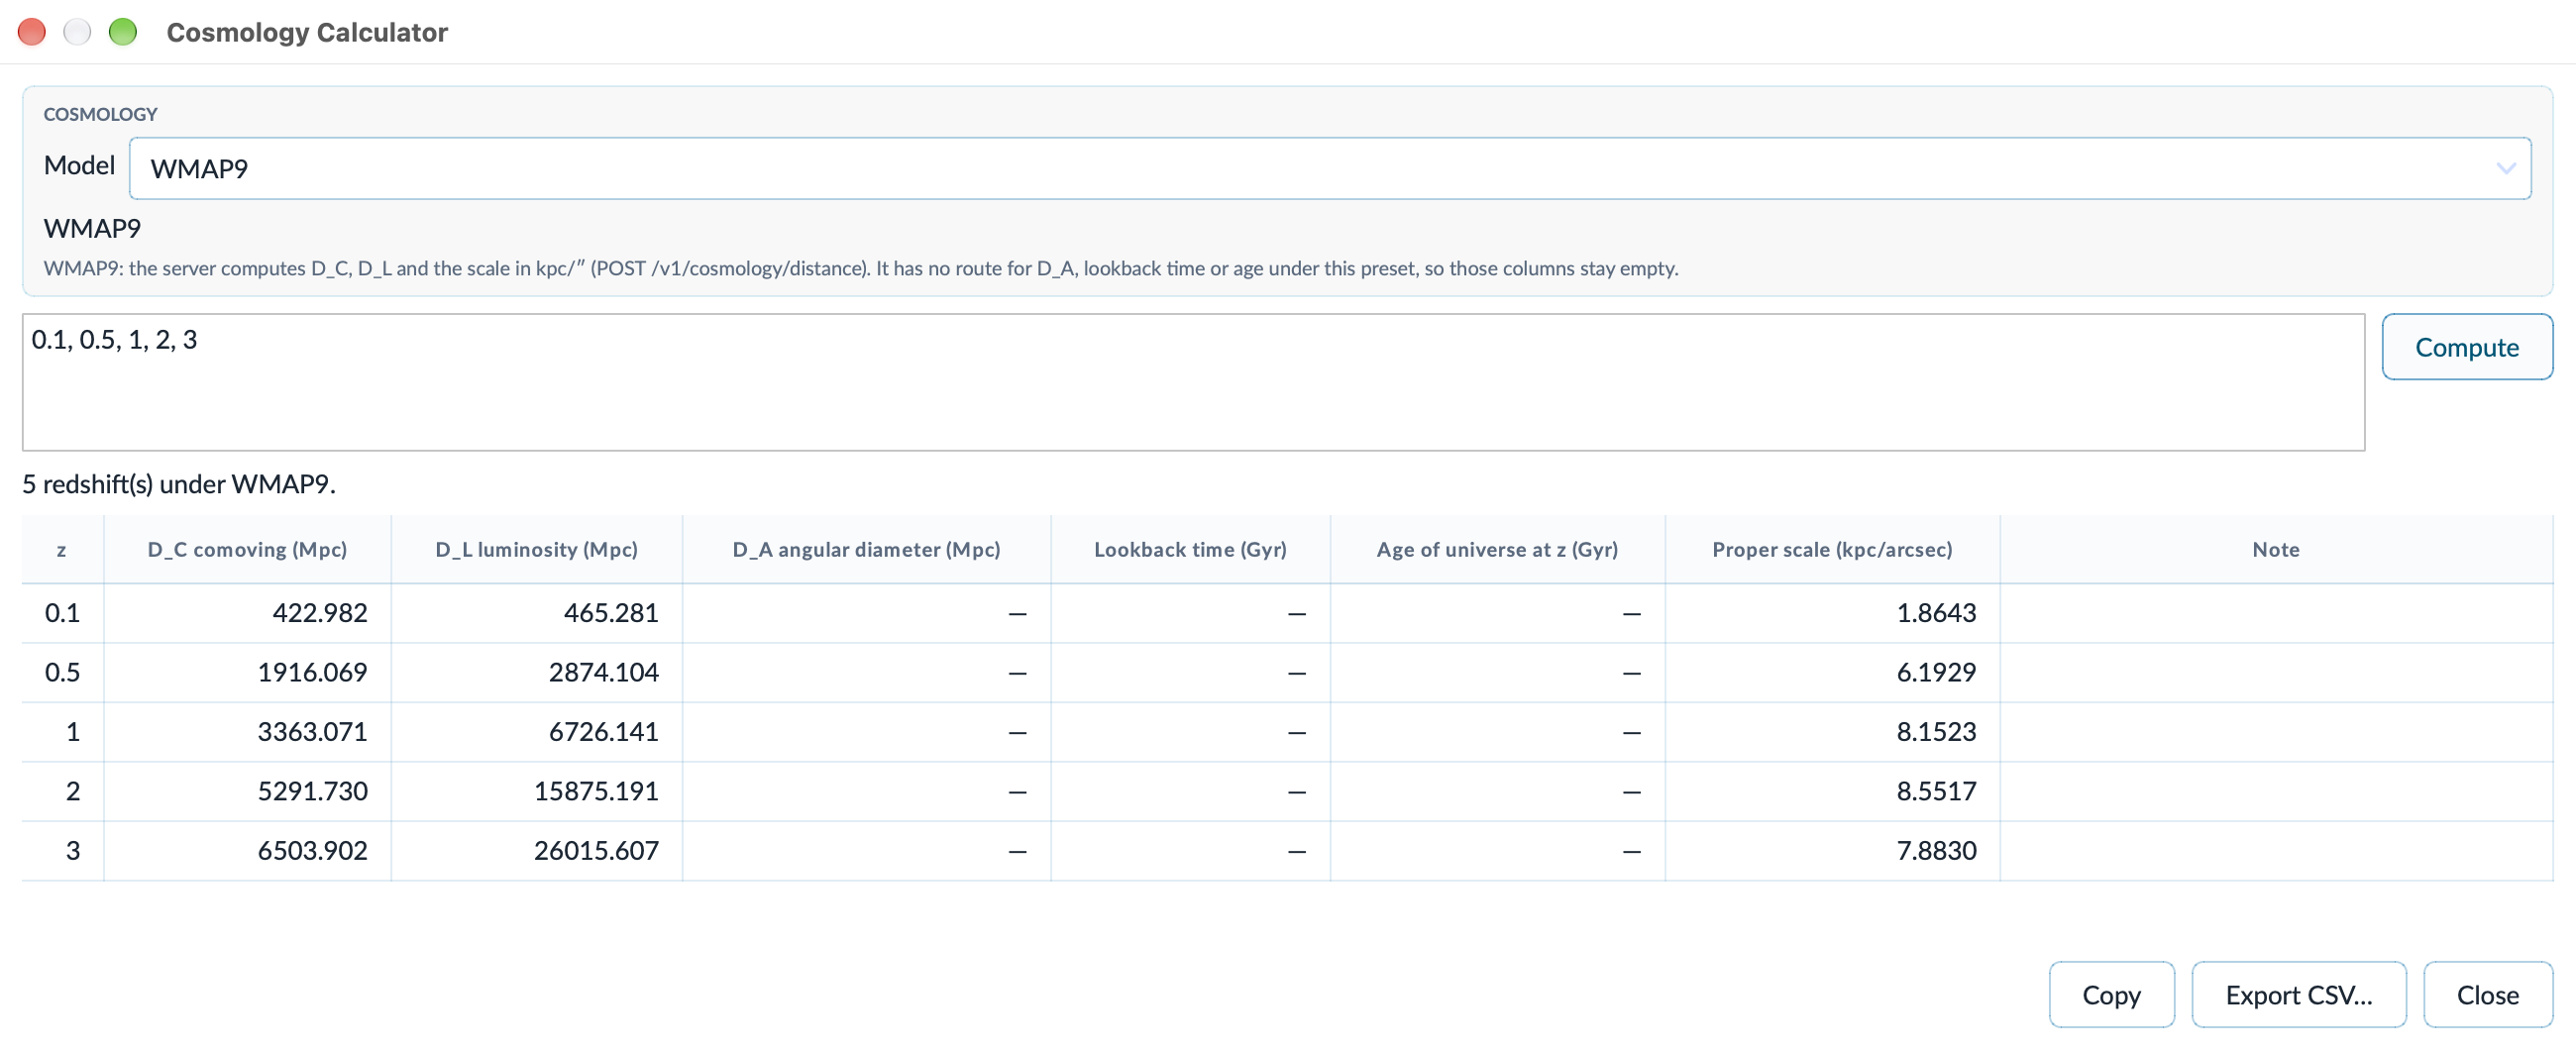 Cosmology Calculator
COSMOLOGY
Model WMAP9
WMAP9
WMAP9: the server computes D_C, D_L and the scale in kpc/″ (POST /v1/cosmology/distance). It has no route for D_A, lookback time or age under this preset, so those columns stay empty.
0.1, 0.5, 1, 2, 3
Compute
5 redshift(s) under WMAP9.
z D_C comoving (Mpc) D_L luminosity (Mpc) D_A angular diameter (Mpc) Lookback time (Gyr) Age of universe at z (Gyr) Proper scale (kpc/arcsec) Note
0.1 422.982 465.281 — — — 1.8643
0.5 1916.069 2874.104 — — — 6.1929
1 3363.071 6726.141 — — — 8.1523
2 5291.730 15875.191 — — — 8.5517
3 6503.902 26015.607 — — — 7.8830
Copy Export CSV... Close